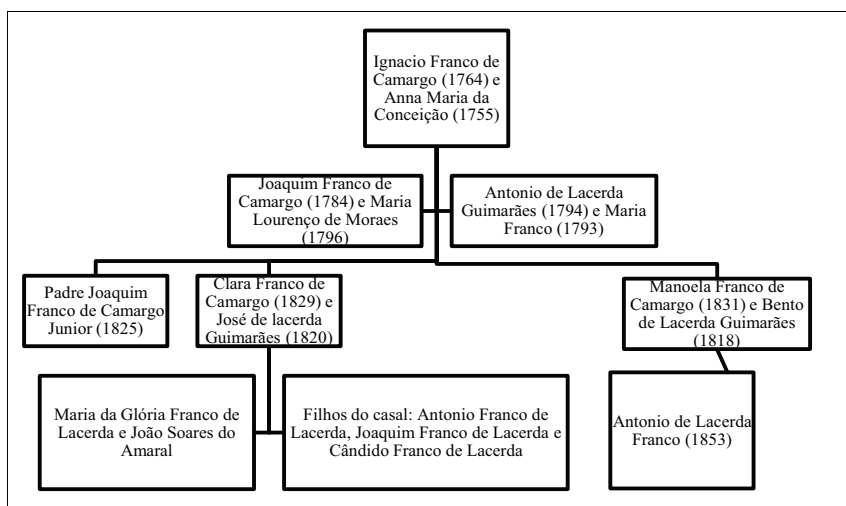 Ignacio Franco de
Camargo (1764) e
Anna Maria da
Conceição (1755)
Joaquim Franco de
Camargo (1784) e Maria
Lourenço de Moraes
(1796)
Antonio de Lacerda
Guimarães (1794) e Maria
Franco (1793)
Padre Joaquim
Franco de Camargo
Junior (1825)
Clara Franco de
Camargo (1829) e
José de lacerda
Guimarães (1820)
Manoela Franco de
Camargo (1831) e Bento
de Lacerda Guimarães
(1818)
Maria da Glória Franco de
Lacerda e João Soares do
Amaral
Filhos do casal: Antonio Franco de
Lacerda, Joaquim Franco de Lacerda e
Cândido Franco de Lacerda
Antonio de Lacerda
Franco (1853)